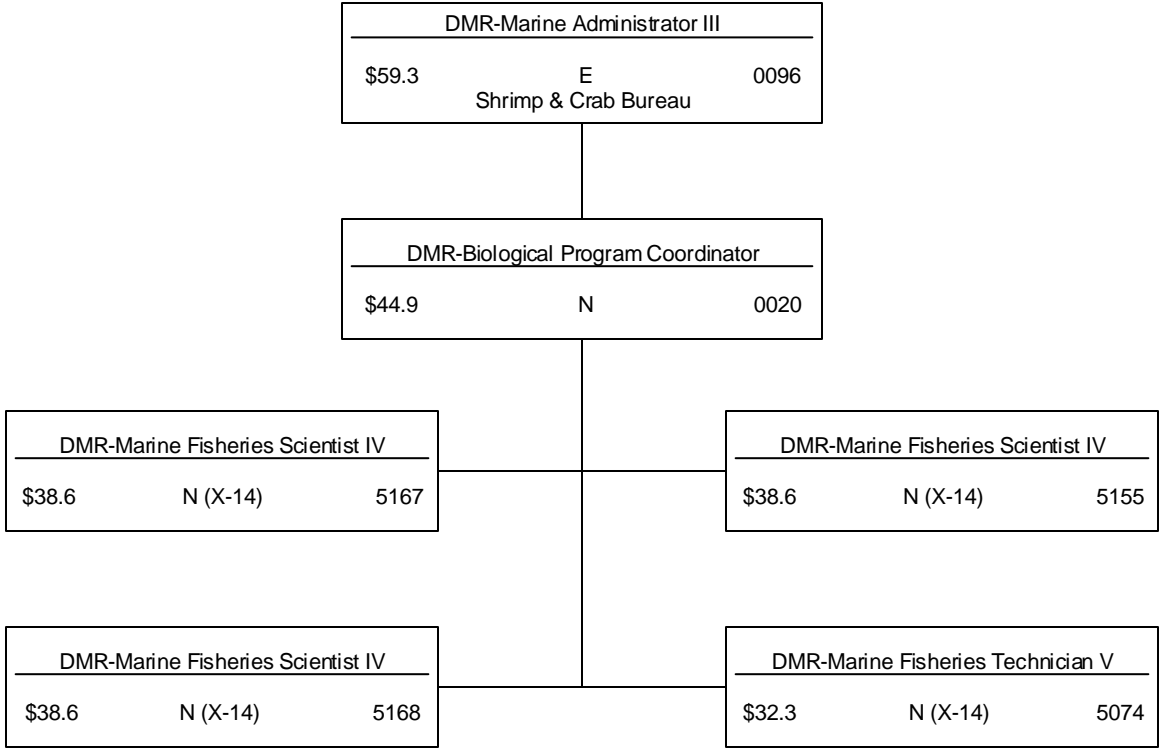 DMR-Marine Administrator III
$59.3 E 0096
Shrimp & Crab Bureau
DMR-Biological Program Coordinator
$44.9 N 0020
DMR-Marine Fisheries Scientist IV
$38.6 N (X-14) 5167
DMR-Marine Fisheries Scientist IV
$38.6 N (X-14) 5155
DMR-Marine Fisheries Scientist IV
$38.6 N (X-14) 5168
DMR-Marine Fisheries Technician V
$32.3 N (X-14) 5074